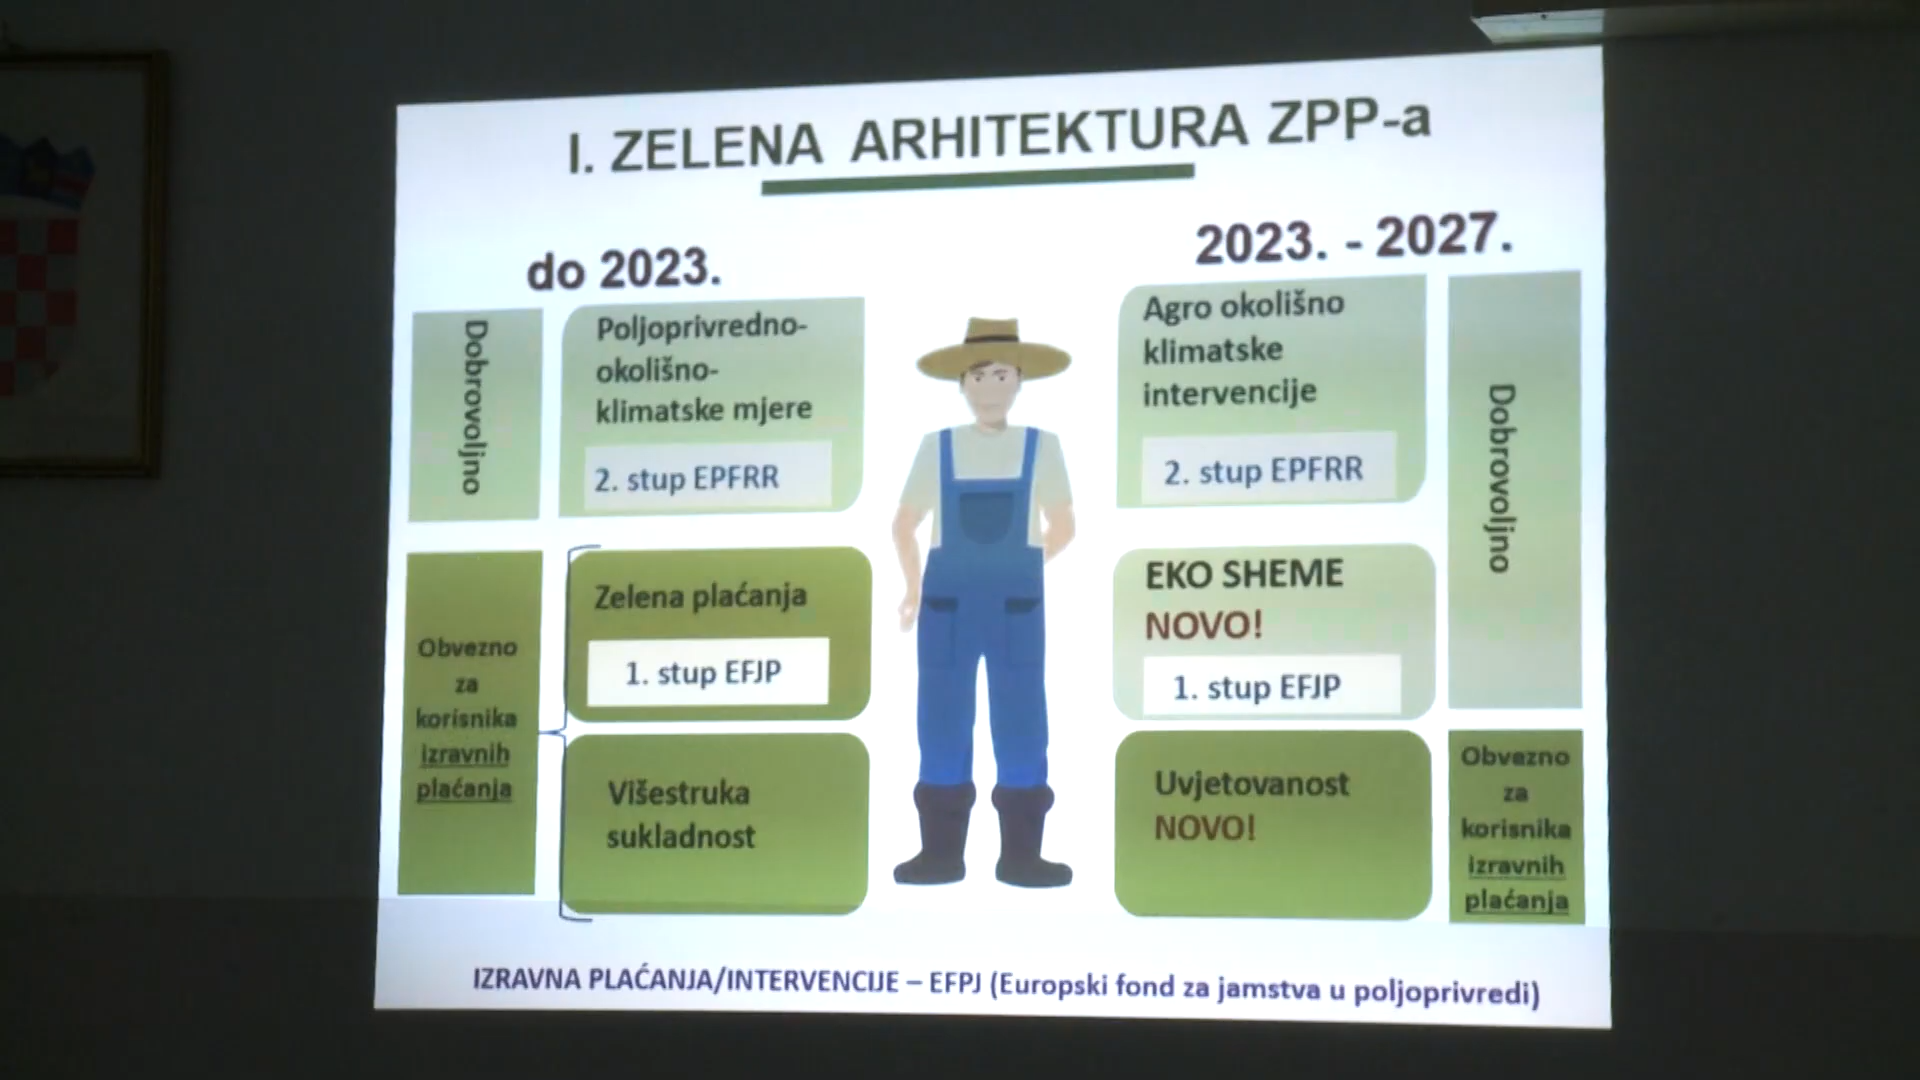 I. ZELENA ARHITEKTURA ZPP-a
do 2023.
Dobrovoljno
Poljoprivredno-
okolišno-
klimatske mjere
2. stup EPFRR
Obvezno
za
korisnika
izravnih
plaćanja
Zelena plaćanja
1. stup EFJP
Višestruka
sukladnost
2023. - 2027.
Agro okolišno
klimatske
intervencije
2. stup EPFRR
Dobrovoljno
EKO SHEME
NOVO!
1. stup EFJP
Uvjetovanost
NOVO!
Obvezno
za
korisnika
izravnih
plaćanja
IZRAVNA PLAĆANJA/INTERVENCIJE – EFPJ (Europski fond za jamstva u poljoprivredi)